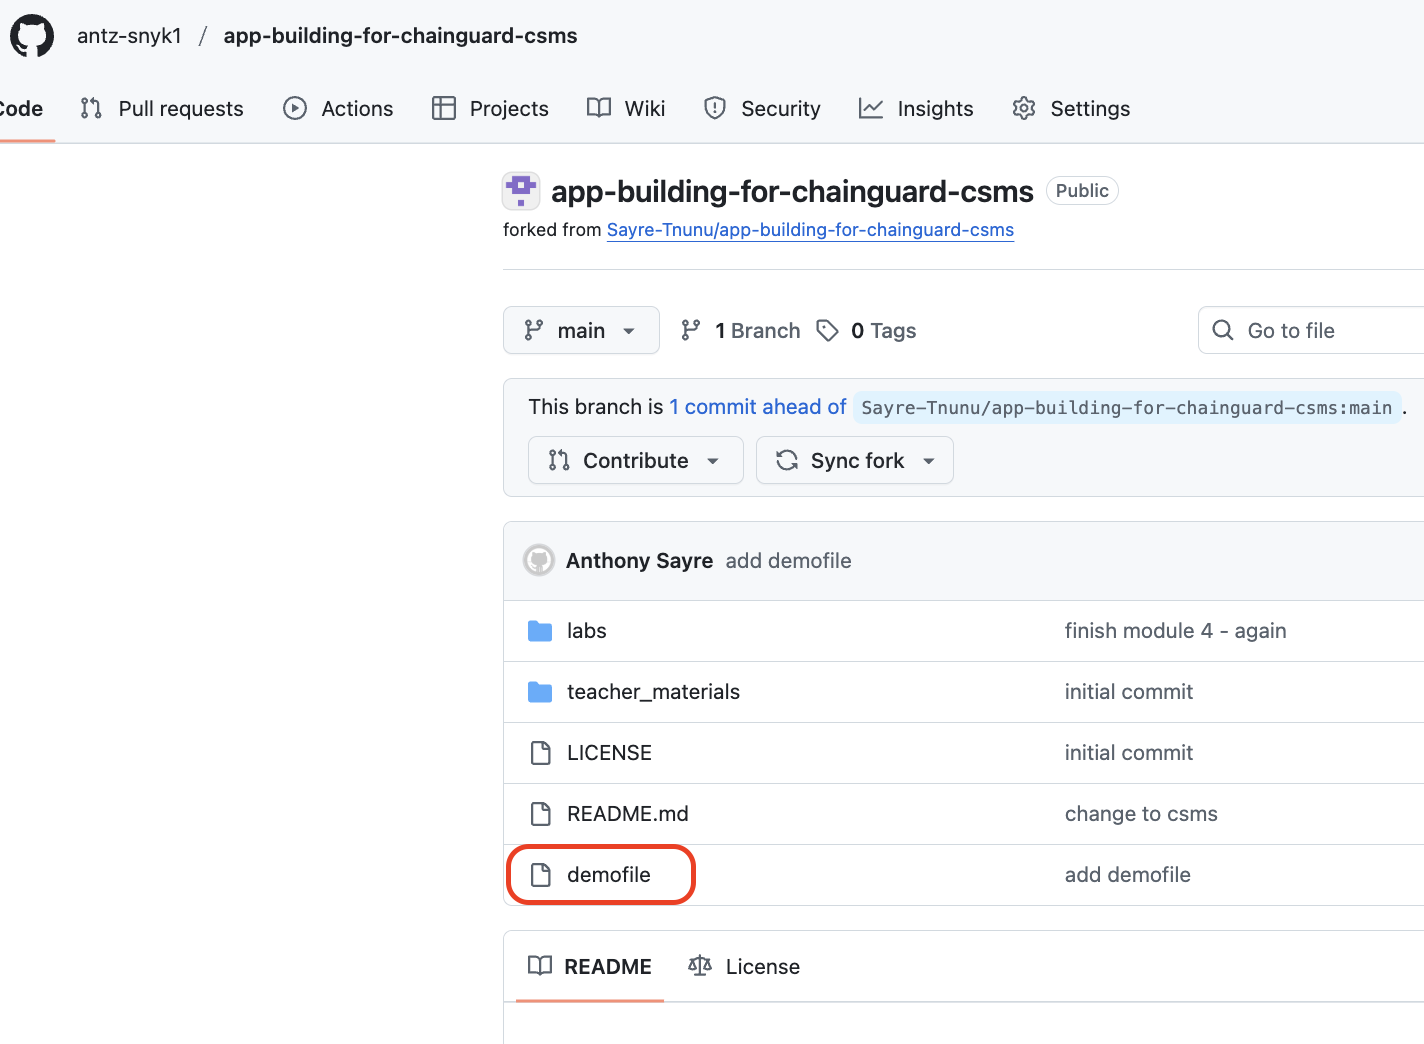 antz-snyk1 / app-building-for-chainguard-csms
Code Pull requests Actions Projects Wiki Security Insights Settings
app-building-for-chainguard-csms Public
forked from Sayre-Tnunu/app-building-for-chainguard-csms
main 1 Branch 0 Tags Go to file
This branch is 1 commit ahead of Sayre-Tnunu/app-building-for-chainguard-csms:main.
Contribute Sync fork
Anthony Sayre add demofile
labs finish module 4 - again
teacher_materials initial commit
LICENSE initial commit
README.md change to csms
demofile add demofile
README License